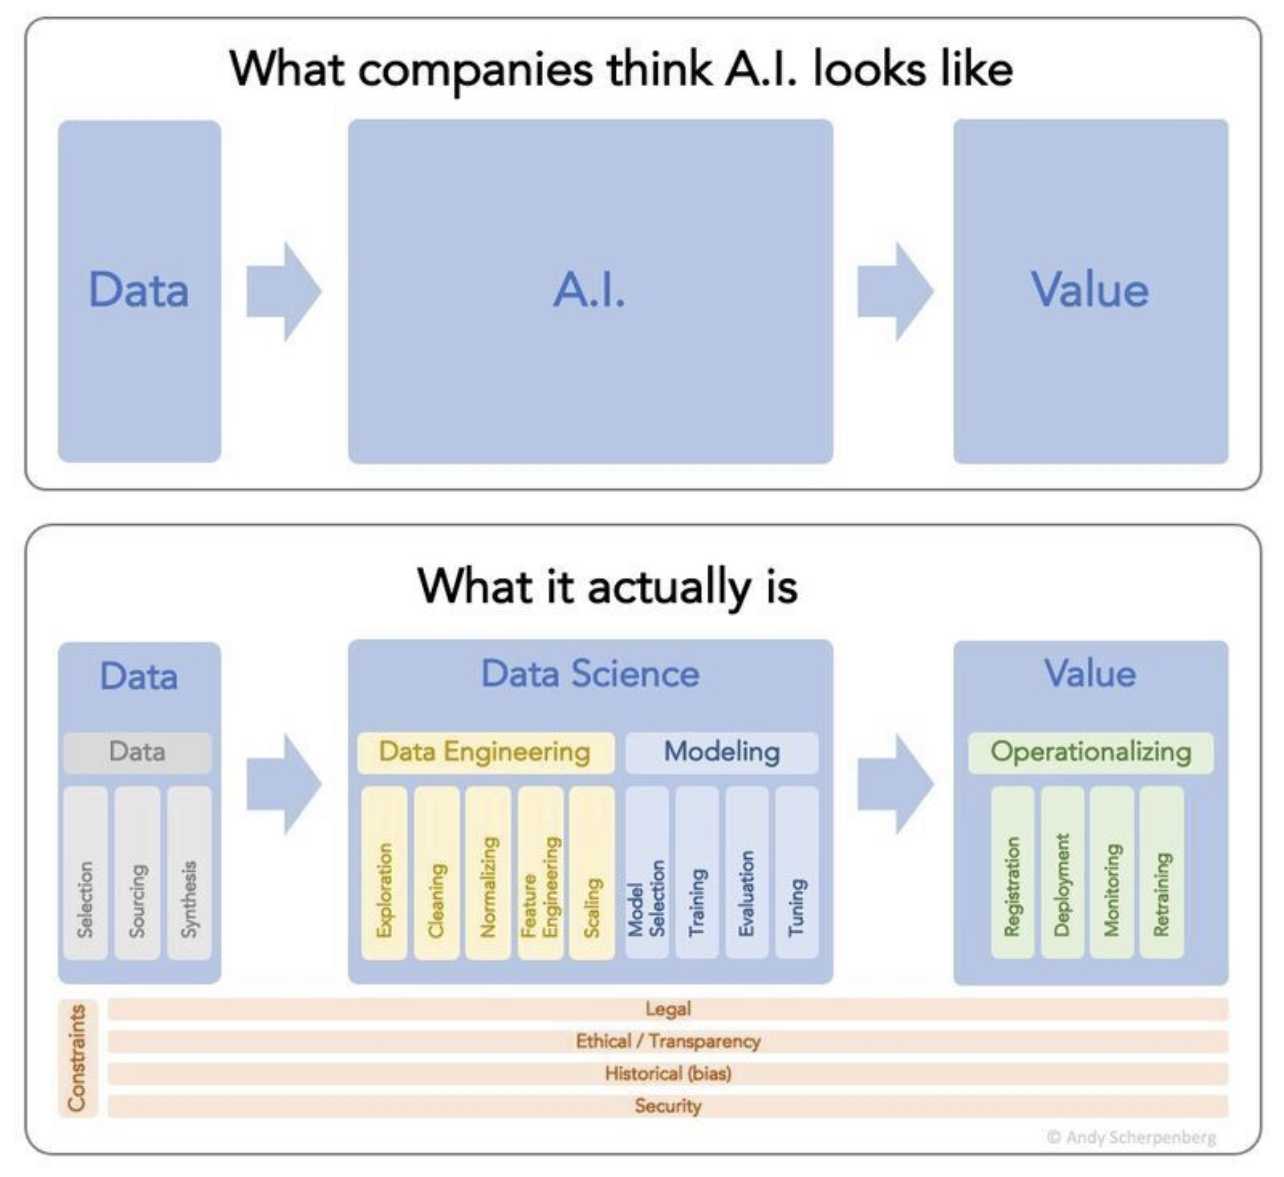 What companies think A.I. looks like
Data
A.I.
Value
What it actually is
Data
Data
Selection
Sourcing
Synthesis
Data Science
Data Engineering
Exploration
Cleaning
Normalizing
Feature
Engineering
Scaling
Modeling
Model
Selection
Training
Evaluation
Tuning
Value
Operationalizing
Registration
Deployment
Monitoring
Retraining
Constraints
Legal
Ethical / Transparency
Historical (bias)
Security
© Andy Scherpenberg